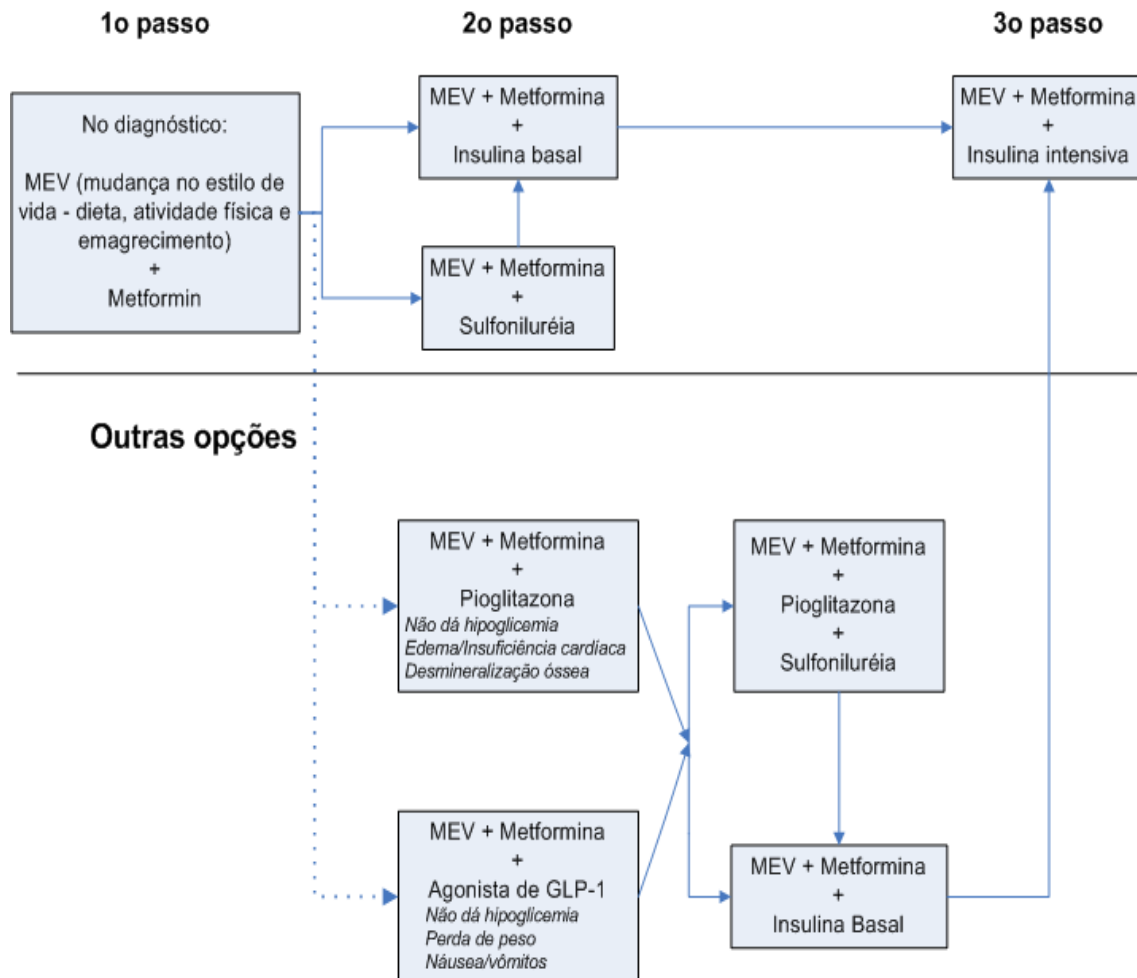 1o passo
2o passo
3o passo
No diagnóstico:
MEV (mudança no estilo de
vida - dieta, atividade física e
emagrecimento)
+
Metformin
MEV + Metformina
+
Insulina basal
MEV + Metformina
+
Sulfoniluréia
MEV + Metformina
+
Insulina intensiva
Outras opções
MEV + Metformina
+
Pioglitazona
Não dá hipoglicemia
Edema/Insuficiência cardíaca
Desmineralização óssea
MEV + Metformina
+
Pioglitazona
+
Sulfoniluréia
MEV + Metformina
+
Agonista de GLP-1
Não dá hipoglicemia
Perda de peso
Náusea/vômitos
MEV + Metformina
+
Insulina Basal